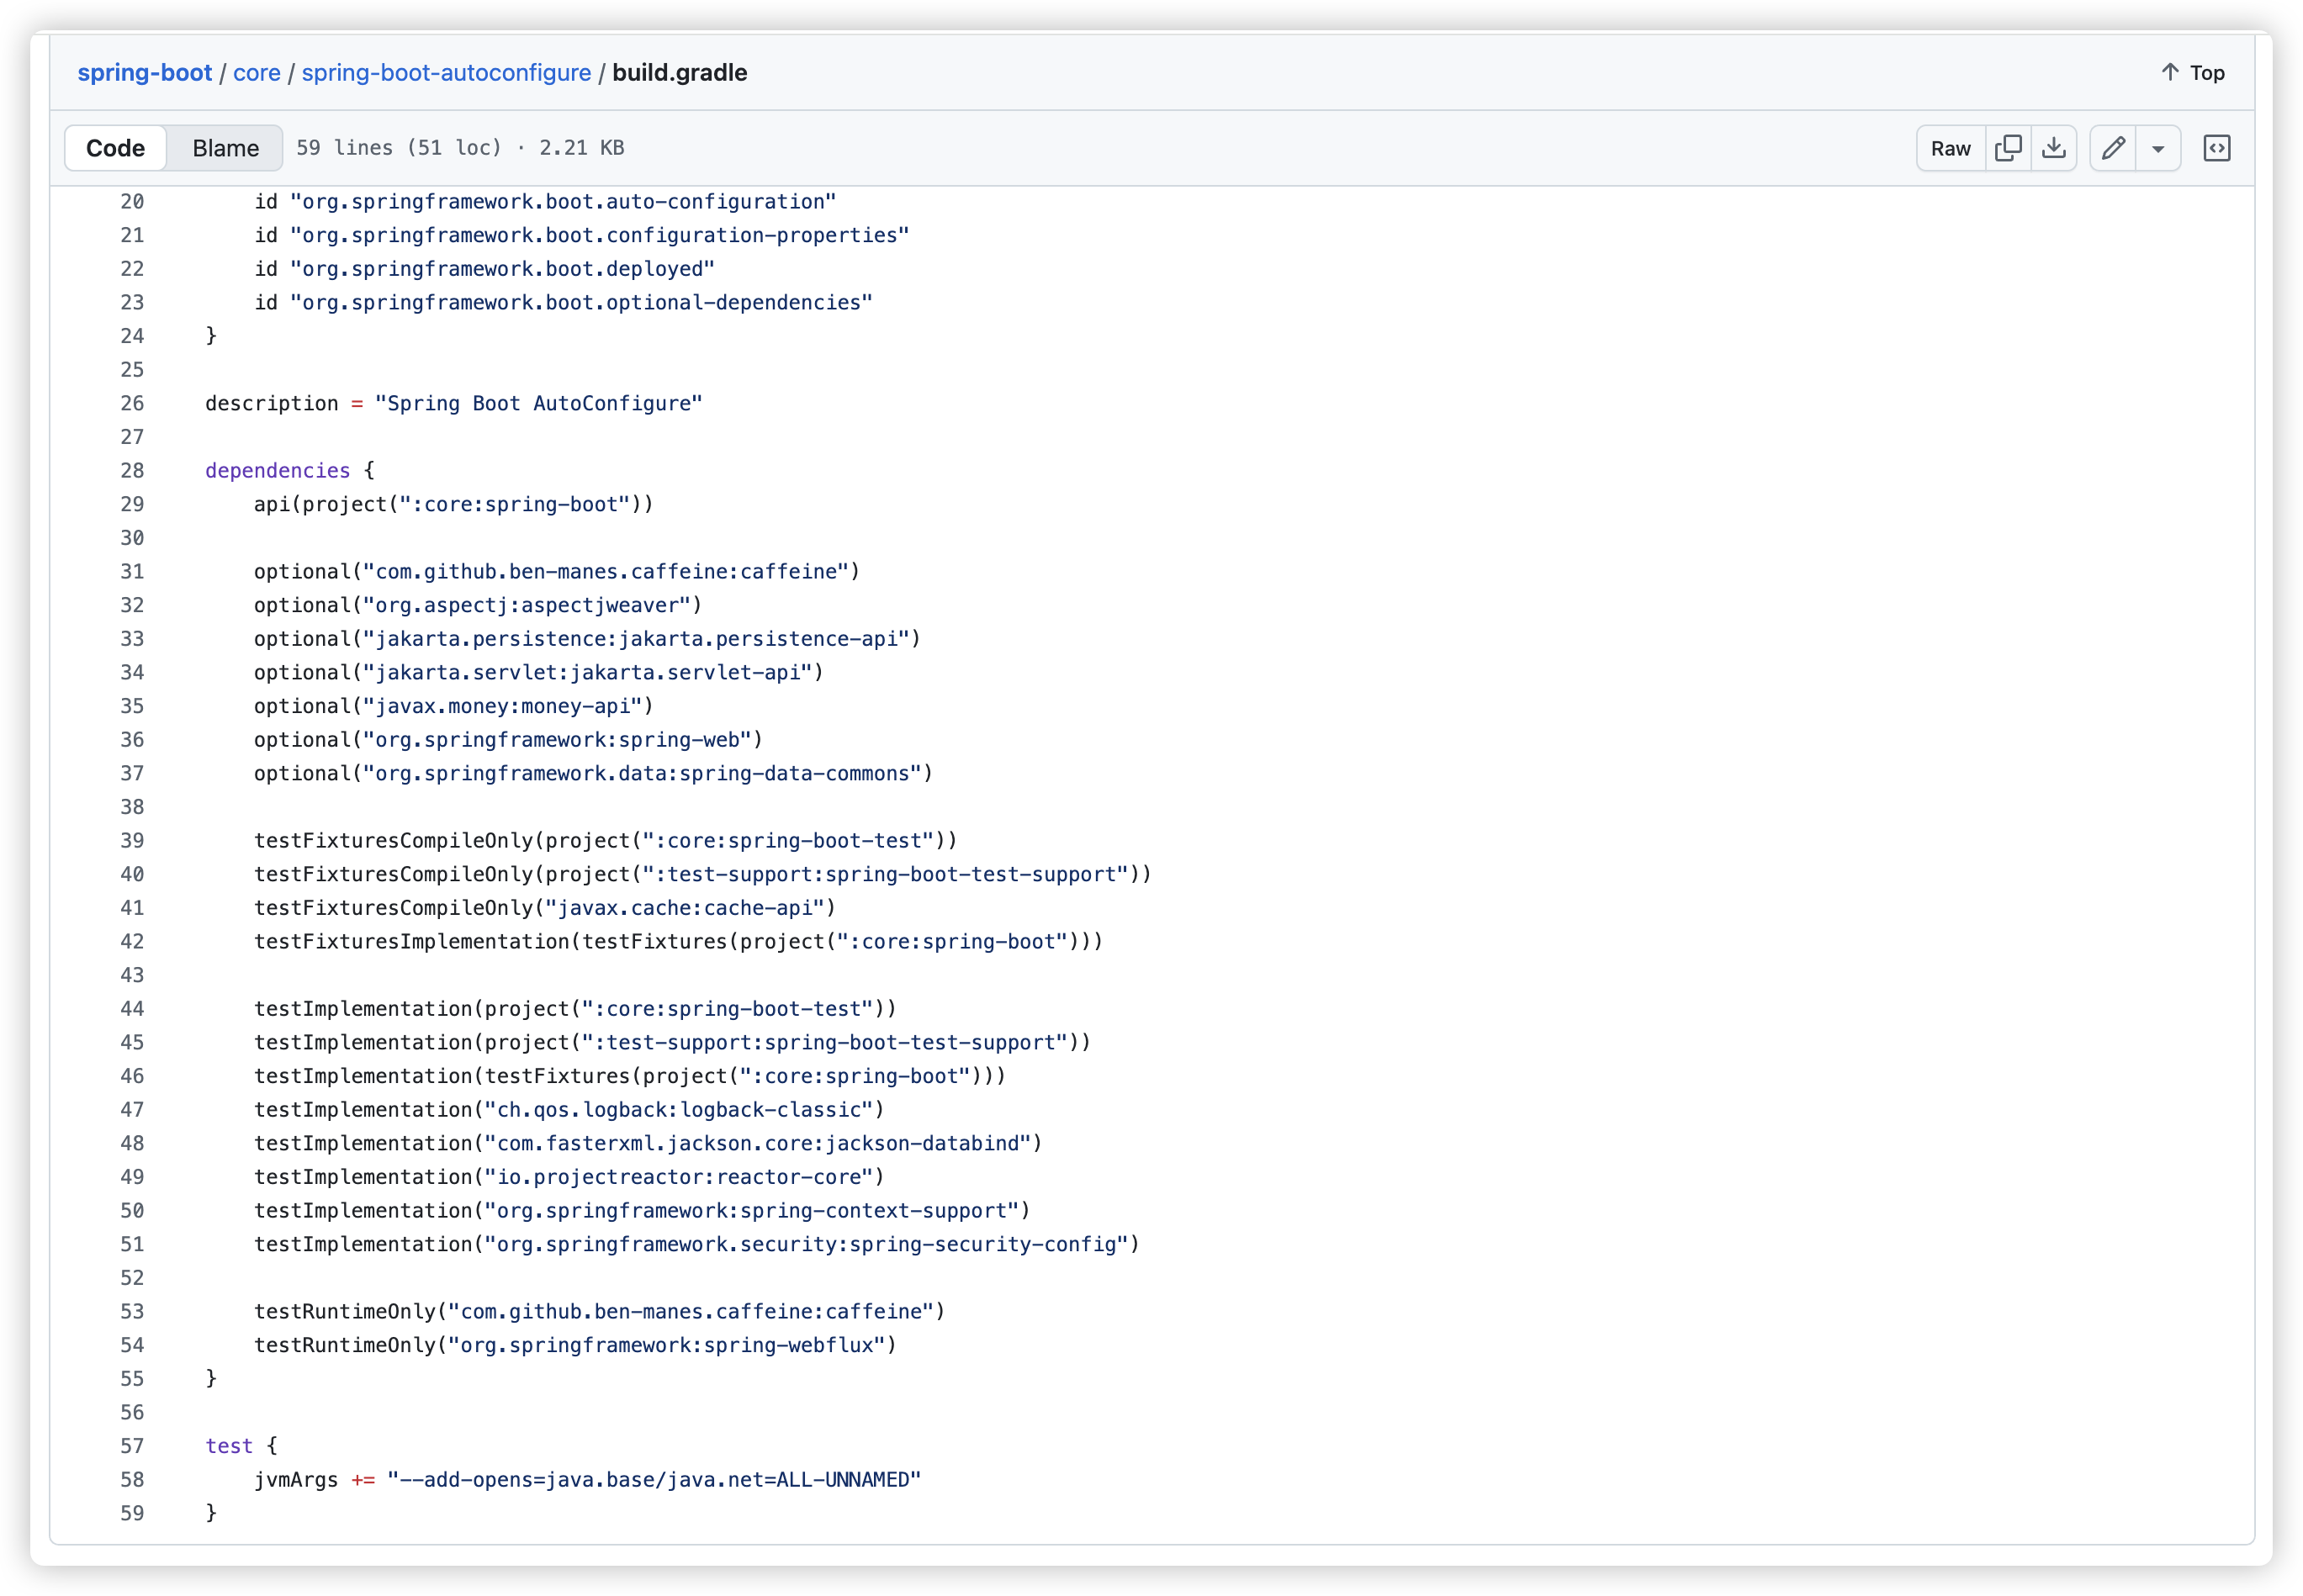 spring-boot / core / spring-boot-autoconfigure / build.gradle
Top
Code Blame 59 lines (51 loc) · 2.21 KB Raw
20 id "org.springframework.boot.auto-configuration"
21 id "org.springframework.boot.configuration-properties"
22 id "org.springframework.boot.deployed"
23 id "org.springframework.boot.optional-dependencies"
24 }
25
26 description = "Spring Boot AutoConfigure"
27
28 dependencies {
29 api(project(":core:spring-boot"))
30
31 optional("com.github.ben-manes.caffeine:caffeine")
32 optional("org.aspectj:aspectjweaver")
33 optional("jakarta.persistence:jakarta.persistence-api")
34 optional("jakarta.servlet:jakarta.servlet-api")
35 optional("javax.money:money-api")
36 optional("org.springframework:spring-web")
37 optional("org.springframework.data:spring-data-commons")
38
39 testFixturesCompileOnly(project(":core:spring-boot-test"))
40 testFixturesCompileOnly(project(":test-support:spring-boot-test-support"))
41 testFixturesCompileOnly("javax.cache:cache-api")
42 testFixturesImplementation(testFixtures(project(":core:spring-boot")))
43
44 testImplementation(project(":core:spring-boot-test"))
45 testImplementation(project(":test-support:spring-boot-test-support"))
46 testImplementation(testFixtures(project(":core:spring-boot")))
47 testImplementation("ch.qos.logback:logback-classic")
48 testImplementation("com.fasterxml.jackson.core:jackson-databind")
49 testImplementation("io.projectreactor:reactor-core")
50 testImplementation("org.springframework:spring-context-support")
51 testImplementation("org.springframework.security:spring-security-config")
52
53 testRuntimeOnly("com.github.ben-manes.caffeine:caffeine")
54 testRuntimeOnly("org.springframework:spring-webflux")
55 }
56
57 test {
58 jvmArgs += "--add-opens=java.base/java.net=ALL-UNNAMED"
59 }